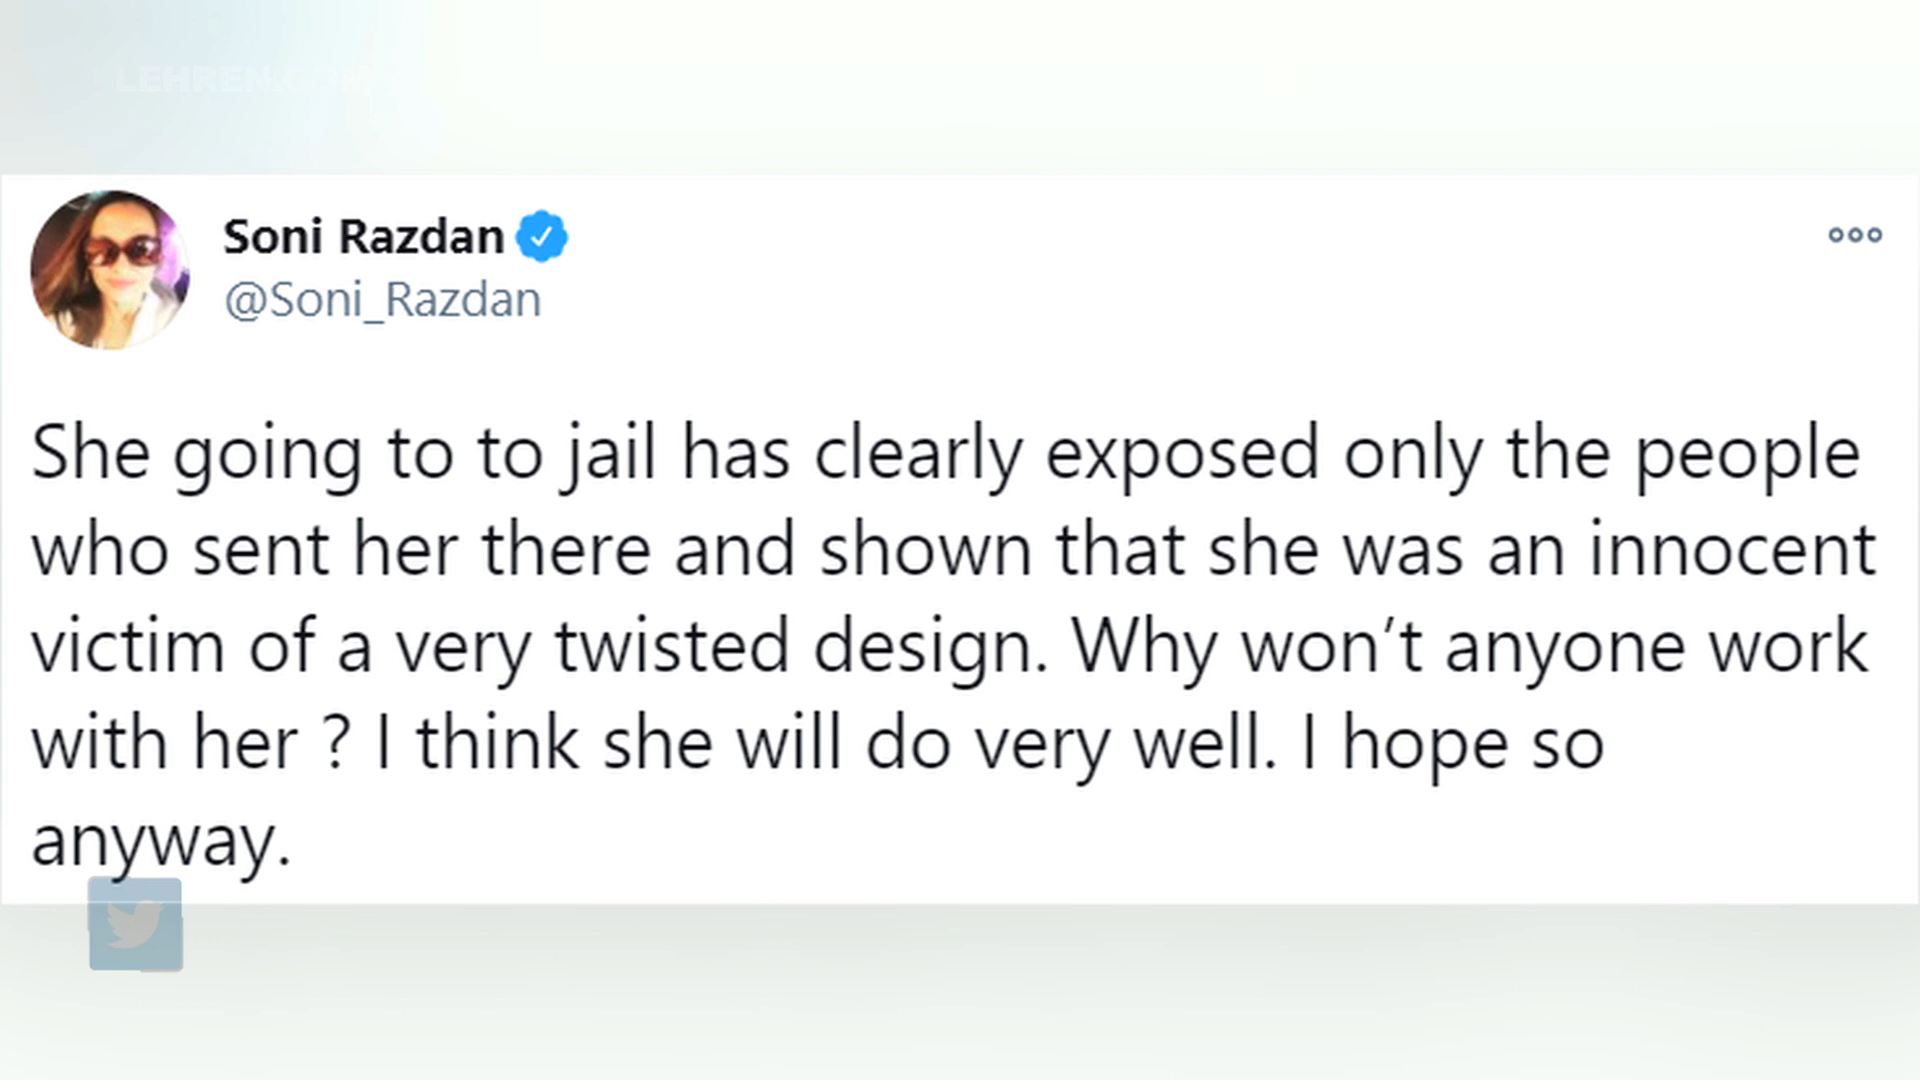 LEHREN.COM
Soni Razdan
@Soni_Razdan
She going to to jail has clearly exposed only the people
who sent her there and shown that she was an innocent
victim of a very twisted design. Why won’t anyone work
with her ? I think she will do very well. I hope so
anyway.